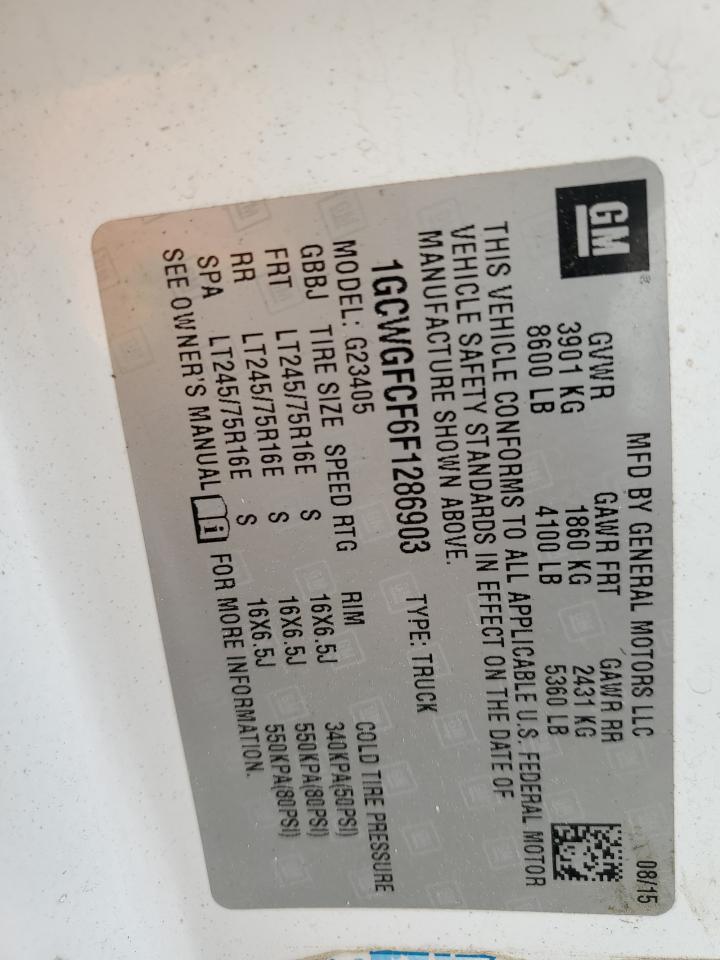 GM
MFD BY GENERAL MOTORS LLC 08/15
GVWR GAWR FRT GAWR RR
3901 KG 1860 KG 2431 KG
8600 LB 4100 LB 5360 LB
THIS VEHICLE CONFORMS TO ALL APPLICABLE U.S. FEDERAL MOTOR
VEHICLE SAFETY STANDARDS IN EFFECT ON THE DATE OF
MANUFACTURE SHOWN ABOVE.
1GCWGFCF6F1286903 TYPE: TRUCK
MODEL: G23405
GBBJ TIRE SIZE SPEED RTG RIM COLD TIRE PRESSURE
FRT LT245/75R16E S 16X6.5J 340KPA(50PSI)
RR LT245/75R16E S 16X6.5J 550KPA(80PSI)
SPA LT245/75R16E S 16X6.5J 550KPA(80PSI)
SEE OWNER'S MANUAL i FOR MORE INFORMATION.